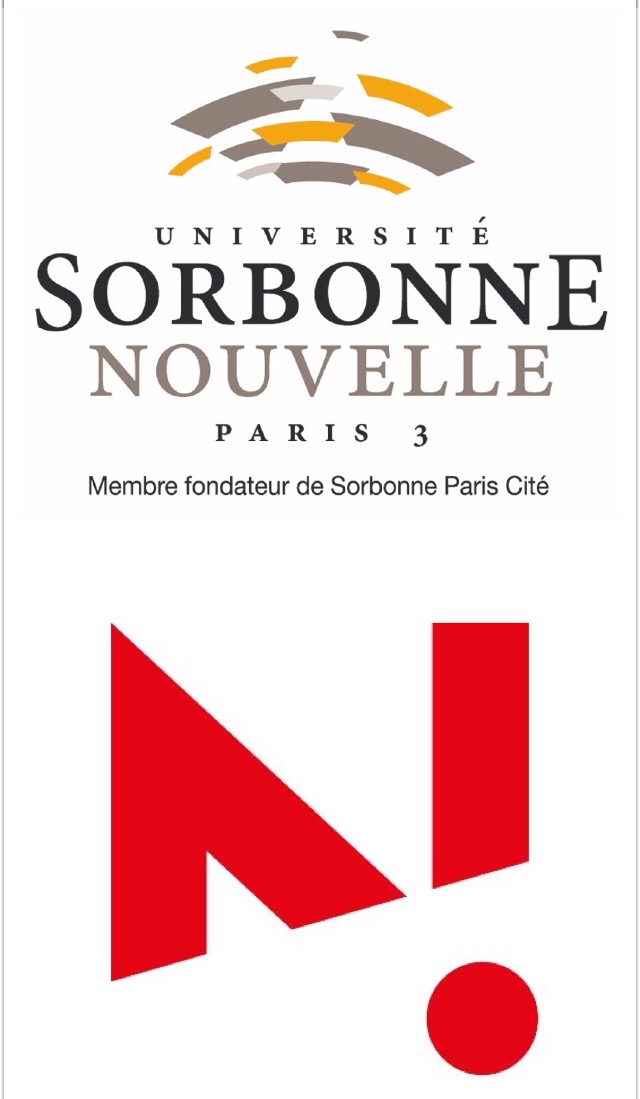 UNIVERSITÉ
SORBONNE
NOUVELLE
PARIS 3
Membre fondateur de Sorbonne Paris Cité
N!